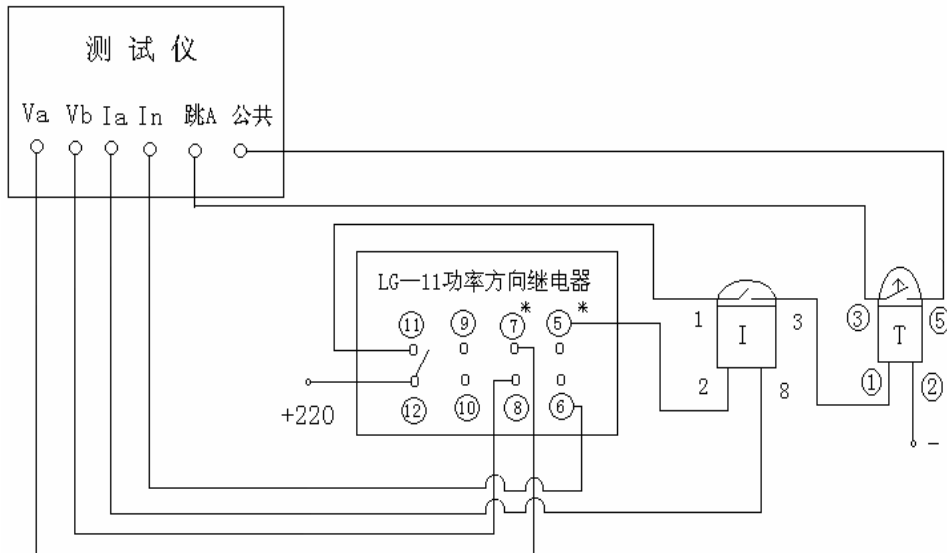 测 试 仪
Va Vb Ia In 跳A 公共
LG—11功率方向继电器
⑪ ⑨ ⑦* ⑤*
1 I 3
③ T ⑤
2 8
① ②
+220
⑫ ⑩ ⑧ ⑥
-